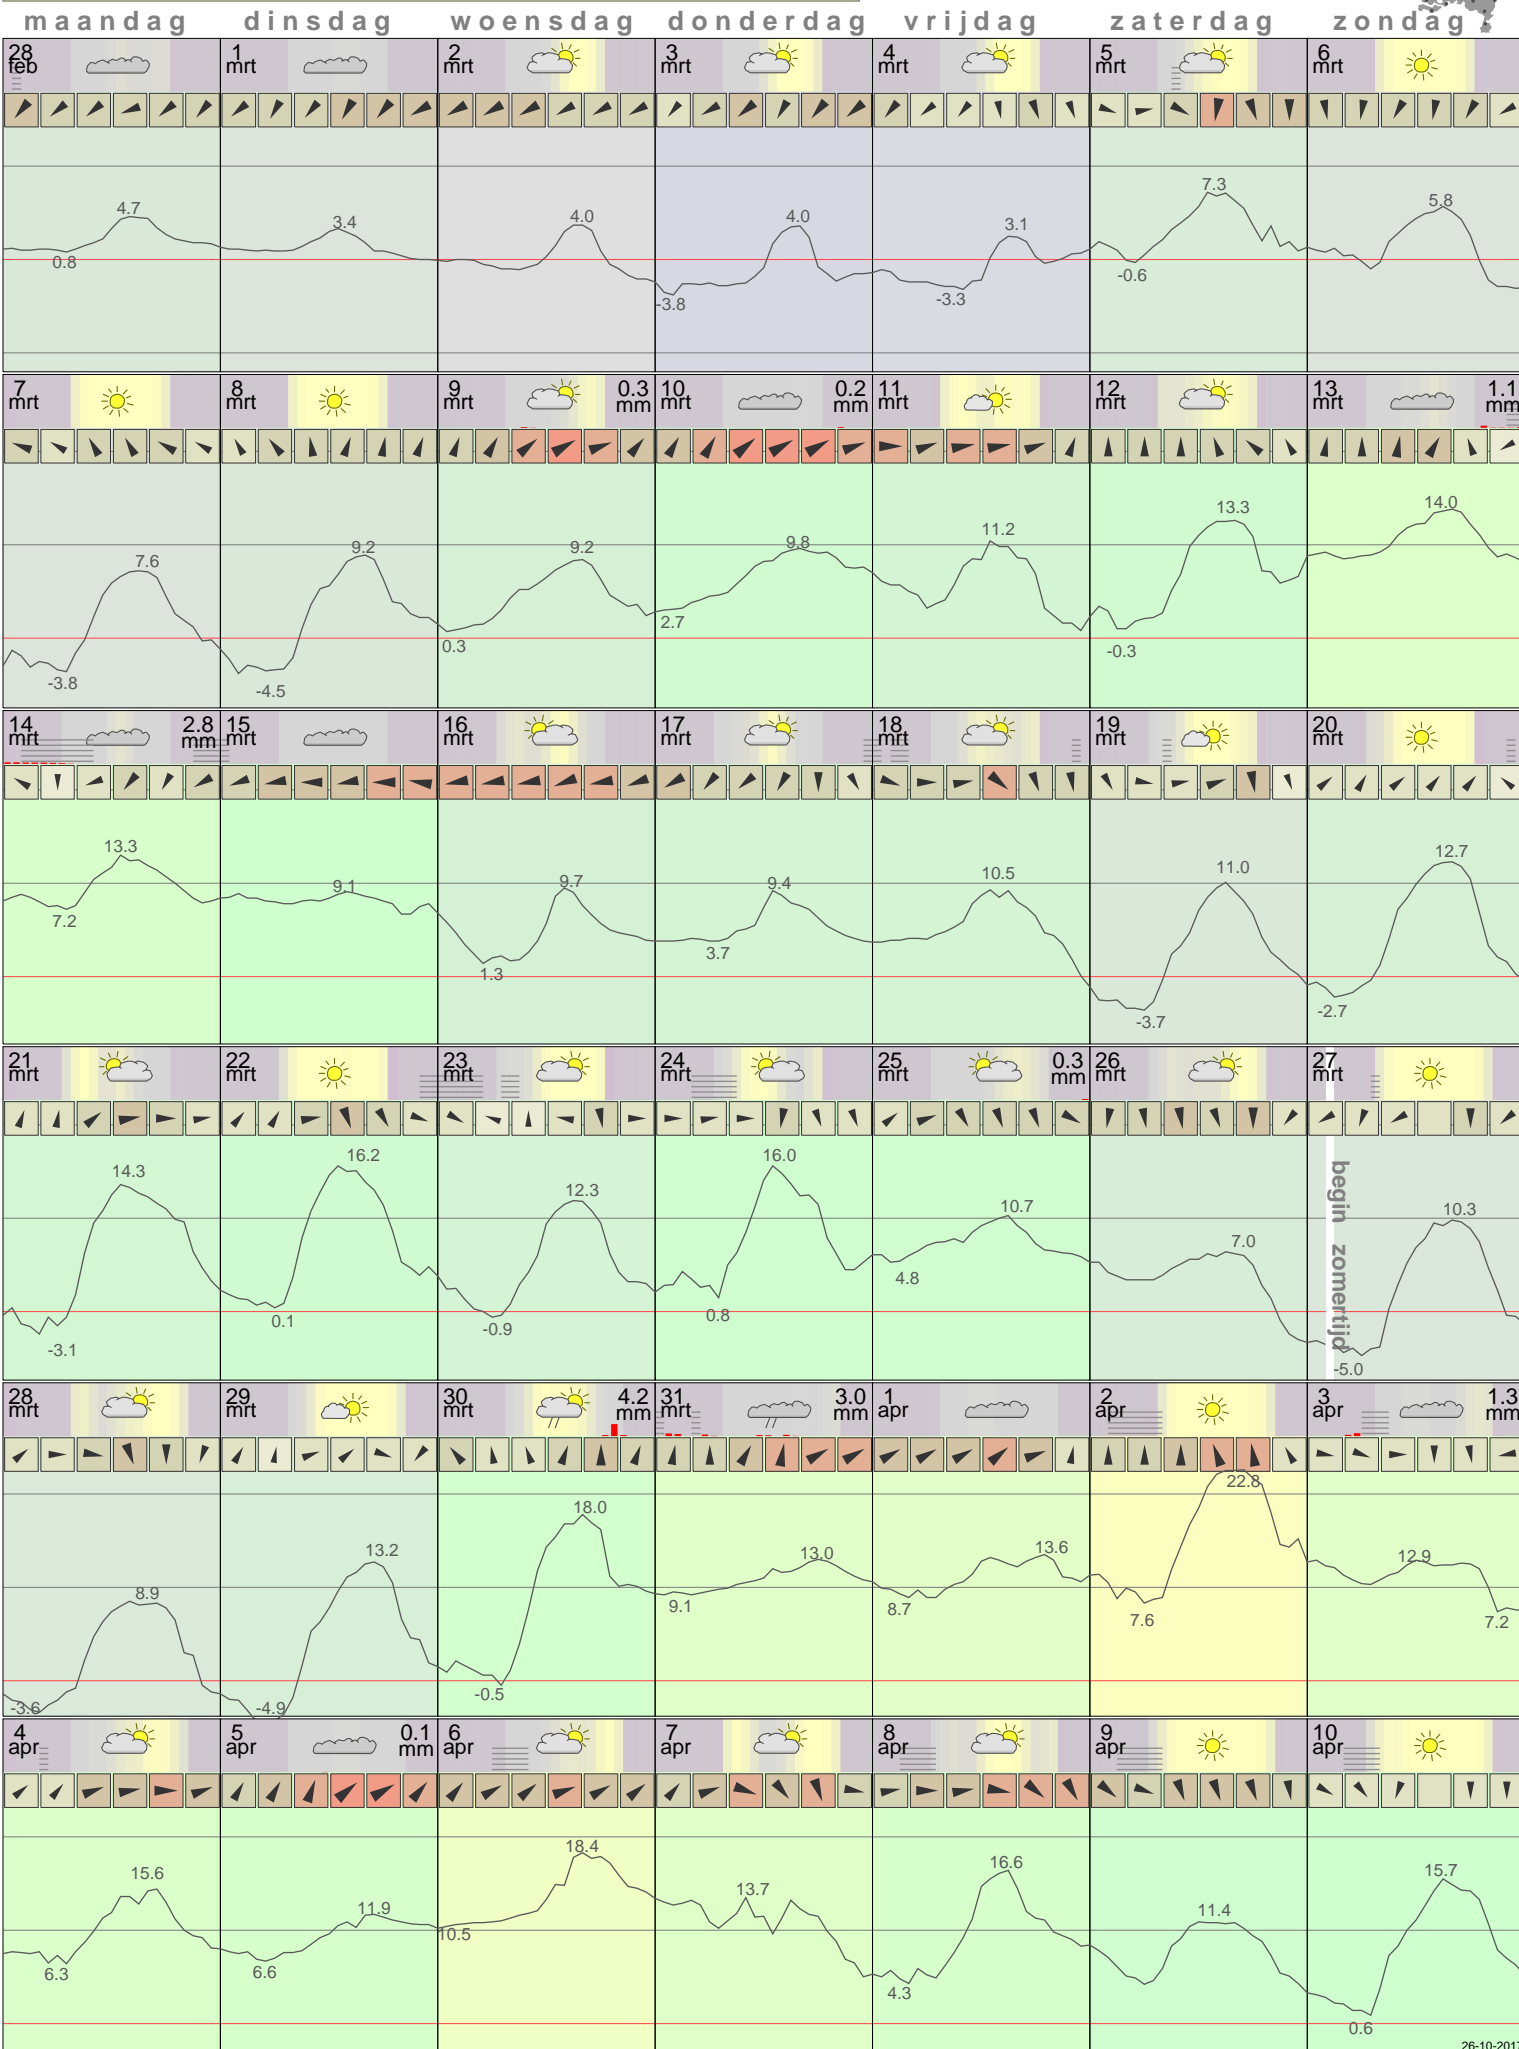 maandag dinsdag woensdag donderdag vrijdag zaterdag zondag
28 1 2 3 4 5 6
feb mrt mrt mrt mrt mrt mrt
4.7 3.4 4.0 4.0 3.1 7.3 5.8
0.8 -3.8 -3.3 -0.6
7 8 9 0.3 10 0.2 11 12 13 1.1
mrt mrt mrt mm mrt mm mrt mrt mrt mm
7.6 9.2 9.2 9.8 11.2 13.3 14.0
-3.8 -4.5 0.3 2.7 -0.3
14 2.8 15 16 17 18 19 20
mrt mm mrt mrt mrt mrt mrt mrt
13.3 9.1 9.7 9.4 10.5 11.0 12.7
7.2 1.3 3.7 -3.7 -2.7
21 22 23 24 25 0.3 26 27
mrt mrt mrt mrt mrt mm mrt mrt
14.3 16.2 12.3 16.0 10.7 7.0 10.3
begin zomertijd
-3.1 0.1 -0.9 0.8 4.8 -5.0
28 29 30 4.2 31 3.0 1 2 3 1.3
mrt mrt mrt mm mrt mm apr apr apr mm
8.9 13.2 18.0 13.0 13.6 22.8 12.9
-3.6 -4.9 -0.5 9.1 8.7 7.6 7.2
4 5 0.1 6 7 8 9 10
apr apr mm apr apr apr apr apr
15.6 11.9 18.4 13.7 16.6 11.4 15.7
6.3 6.6 10.5 4.3 0.6
26-10-2017